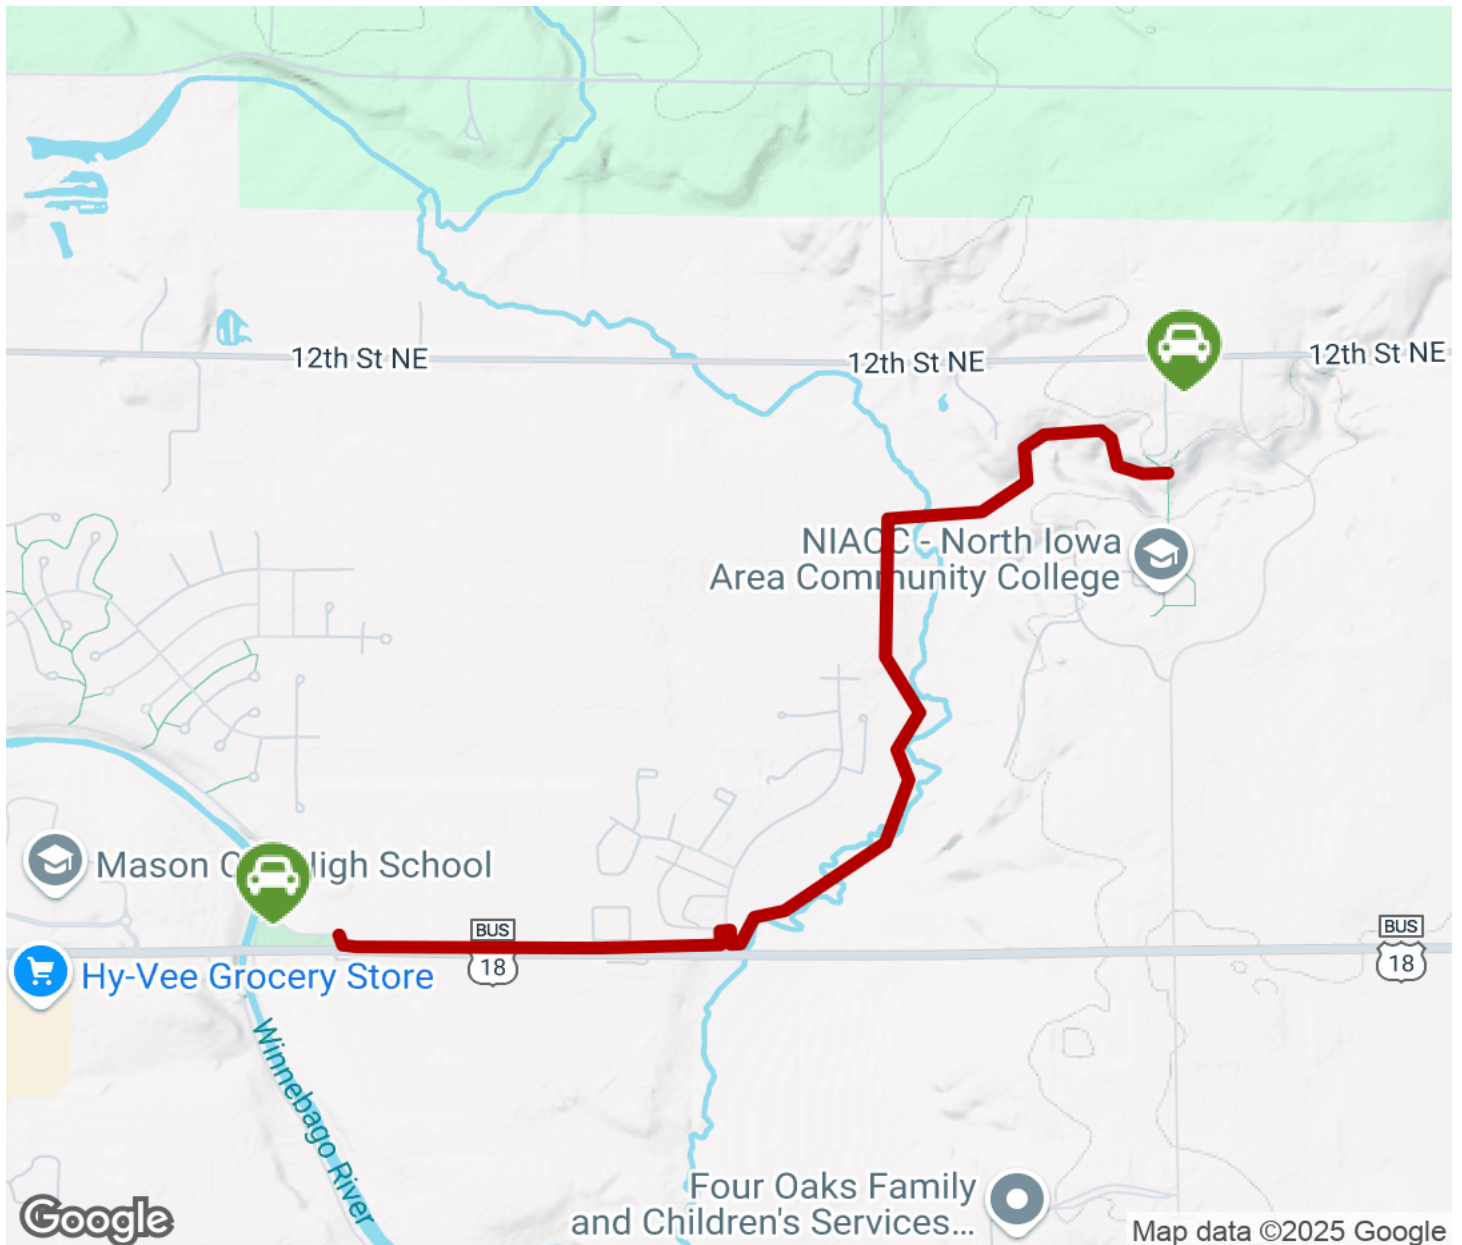 12th St NE
12th St NE
12th St NE
NIACC - North Iowa
Area Community College
Mason C High School
BUS
18
BUS
18
Hy-Vee Grocery Store
Winnebago River
Four Oaks Family
and Children's Services...
Google
Map data ©2025 Google